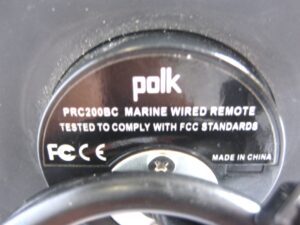 polk
PRC200BC MARINE WIRED REMOTE
TESTED TO COMPLY WITH FCC STANDARDS
FC CE
MADE IN CHINA